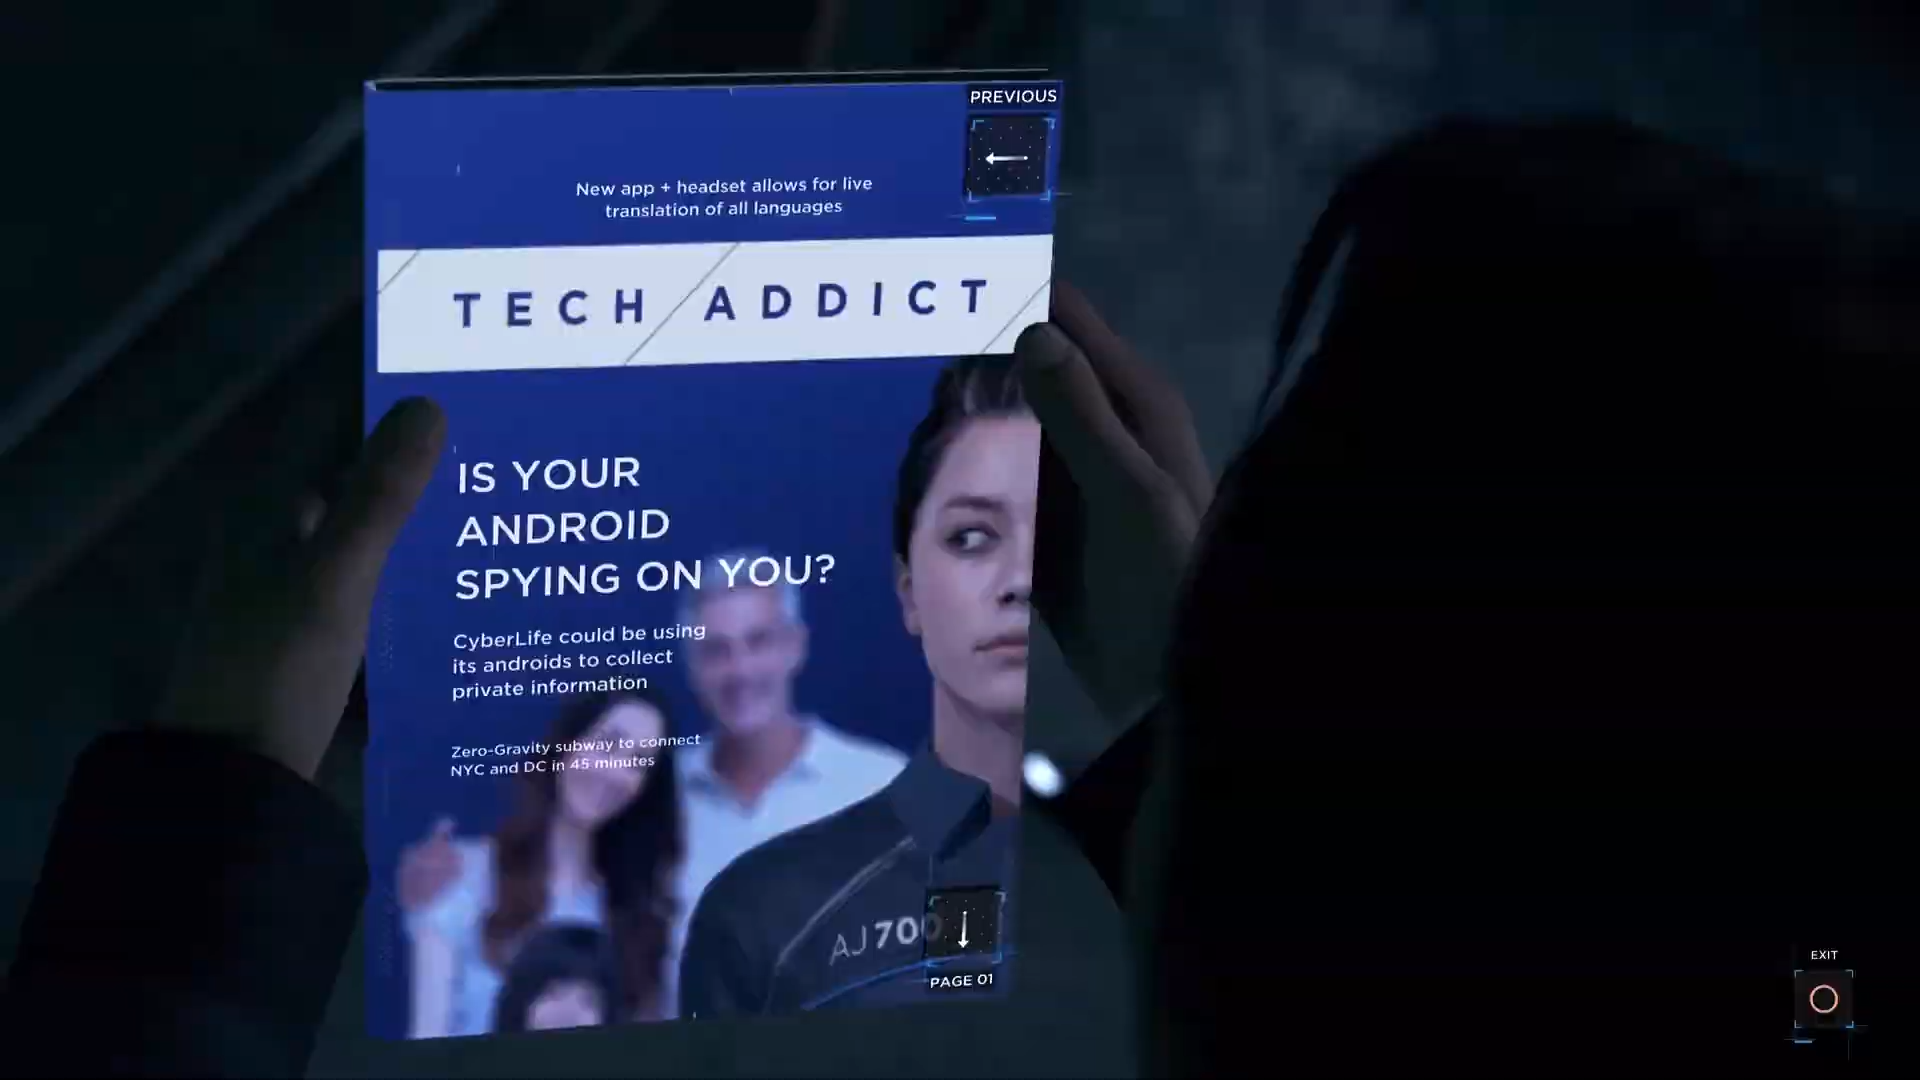 PREVIOUS
New app + headset allows for live
translation of all languages
TECH ADDICT
IS YOUR
ANDROID
SPYING ON YOU?
CyberLife could be using
its androids to collect
private information
Zero-Gravity subway to connect
NYC and DC in 45 minutes
AJ700
PAGE 01
EXIT